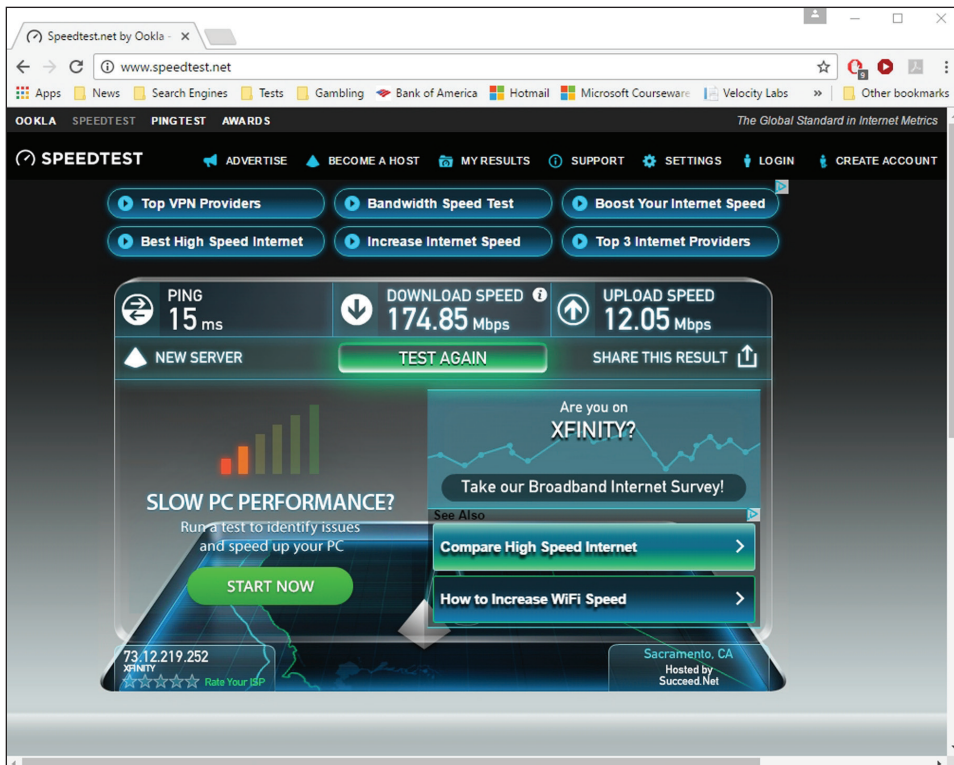 Speedtest.net by Ookla -
www.speedtest.net
9
Apps News Search Engines Tests Gambling Bank of America Hotmail Microsoft Courseware Velocity Labs » Other bookmarks
OOKLA SPEEDTEST PINGTEST AWARDS The Global Standard in Internet Metrics
SPEEDTEST ADVERTISE BECOME A HOST MY RESULTS SUPPORT SETTINGS LOGIN CREATE ACCOUNT
Top VPN Providers Bandwidth Speed Test Boost Your Internet Speed
Best High Speed Internet Increase Internet Speed Top 3 Internet Providers
PING DOWNLOAD SPEED UPLOAD SPEED
15 ms 174.85 Mbps 12.05 Mbps
NEW SERVER TEST AGAIN SHARE THIS RESULT
SLOW PC PERFORMANCE?
Run a test to identify issues
and speed up your PC
START NOW
Are you on
XFINITY?
Take our Broadband Internet Survey!
See Also
Compare High Speed Internet
How to Increase WiFi Speed
73.12.219.252
XFINITY
Rate Your ISP
Sacramento, CA
Hosted by
Succeed.Net